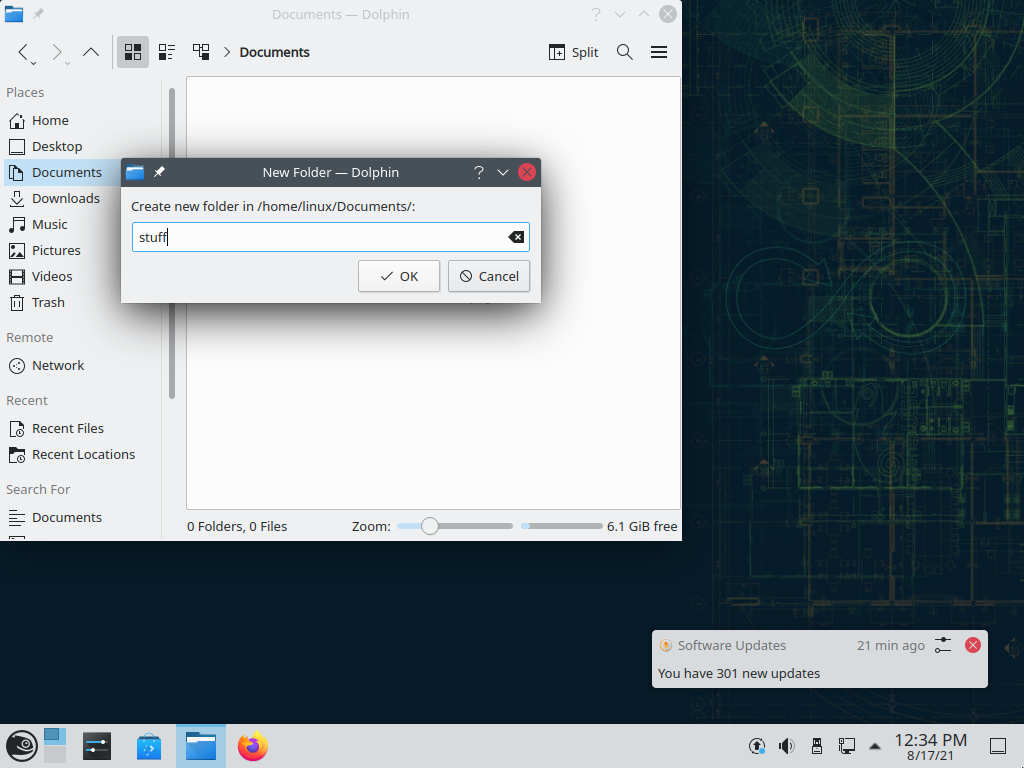 Documents — Dolphin
Documents
Split
Places
Home
Desktop
Documents
Downloads
Music
Pictures
Videos
Trash
Remote
Network
Recent
Recent Files
Recent Locations
Search For
Documents
New Folder — Dolphin
Create new folder in /home/linux/Documents/:
stuff
OK
Cancel
0 Folders, 0 Files
Zoom:
6.1 GiB free
Software Updates
21 min ago
You have 301 new updates
12:34 PM
8/17/21